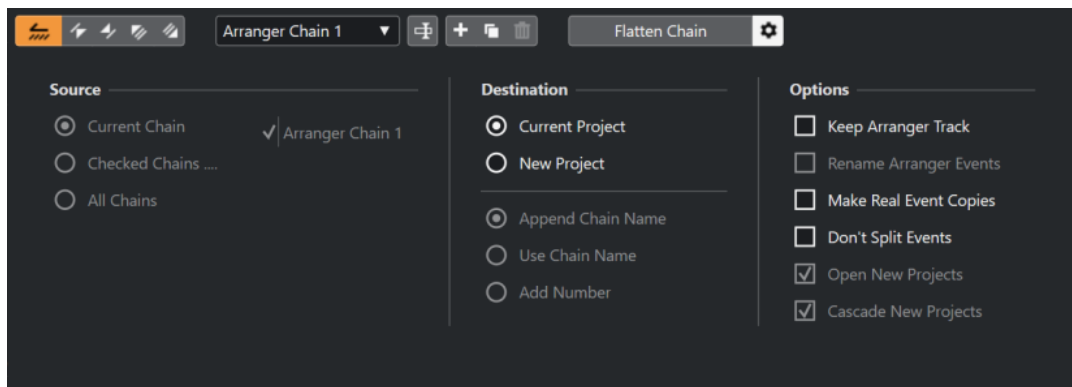 Arranger Chain 1
Flatten Chain
Source
Current Chain
Arranger Chain 1
Checked Chains ....
All Chains
Destination
Current Project
New Project
Append Chain Name
Use Chain Name
Add Number
Options
Keep Arranger Track
Rename Arranger Events
Make Real Event Copies
Don't Split Events
Open New Projects
Cascade New Projects